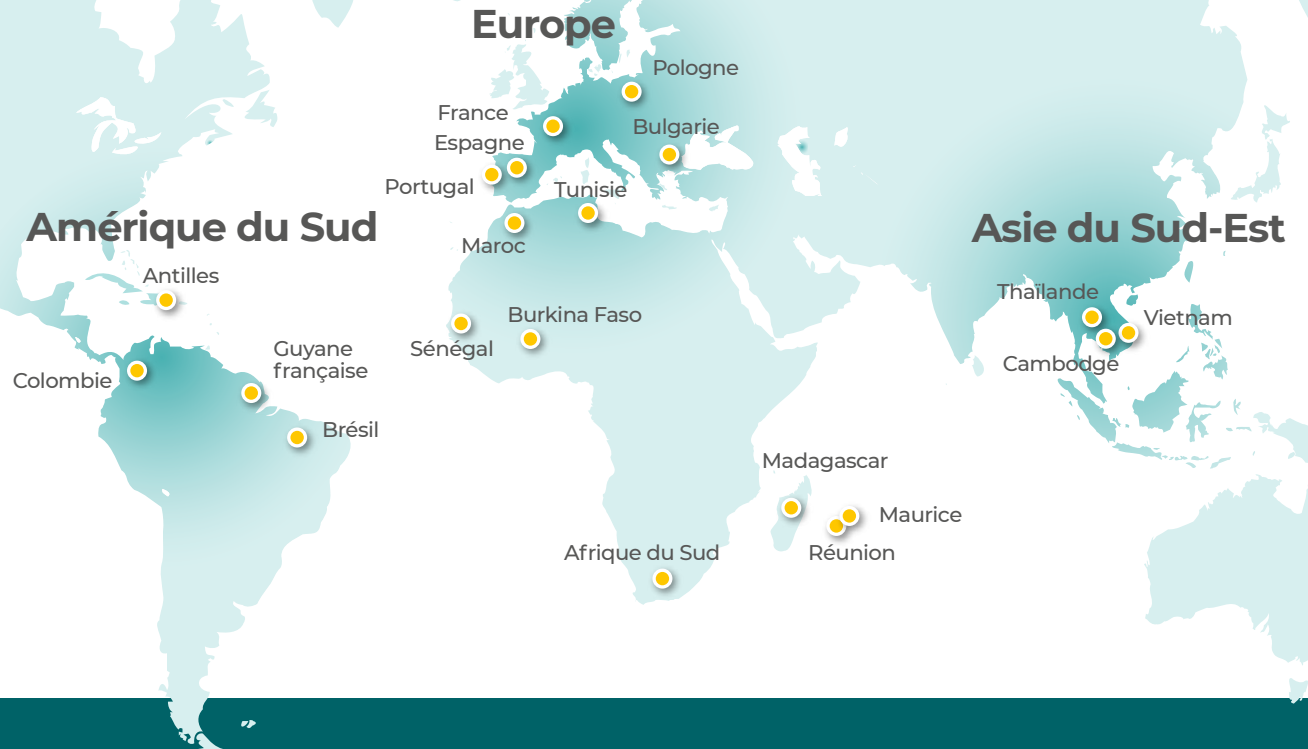 Europe
Pologne
France
Bulgarie
Espagne
Portugal
Tunisie
Amérique du Sud
Asie du Sud-Est
Maroc
Antilles
Thaïlande
Burkina Faso
Vietnam
Sénégal
Guyane
française
Cambodge
Colombie
Brésil
Madagascar
Maurice
Afrique du Sud
Réunion